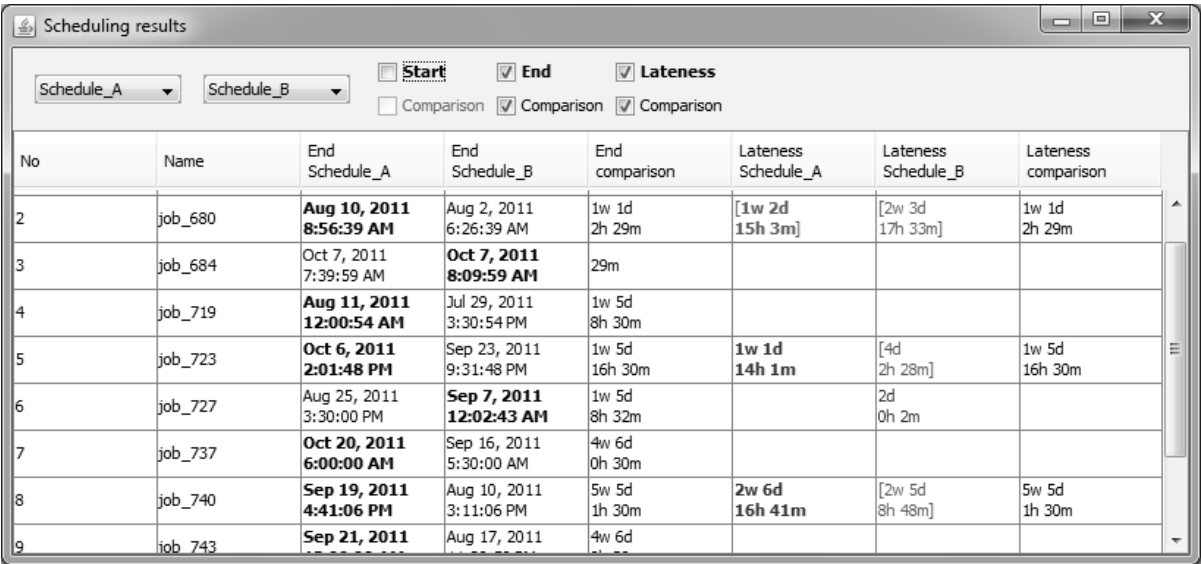 Scheduling results
Schedule_A
Schedule_B
Start
End
Lateness
Comparison
Comparison
Comparison
No
Name
End
Schedule_A
End
Schedule_B
End
comparison
Lateness
Schedule_A
Lateness
Schedule_B
Lateness
comparison
2
job_680
Aug 10, 2011
8:56:39 AM
Aug 2, 2011
6:26:39 AM
1w 1d
2h 29m
[1w 2d
15h 3m]
[2w 3d
17h 33m]
1w 1d
2h 29m
3
job_684
Oct 7, 2011
7:39:59 AM
Oct 7, 2011
8:09:59 AM
29m
4
job_719
Aug 11, 2011
12:00:54 AM
Jul 29, 2011
3:30:54 PM
1w 5d
8h 30m
5
job_723
Oct 6, 2011
2:01:48 PM
Sep 23, 2011
9:31:48 PM
1w 5d
16h 30m
1w 1d
14h 1m
[4d
2h 28m]
1w 5d
16h 30m
6
job_727
Aug 25, 2011
3:30:00 PM
Sep 7, 2011
12:02:43 AM
1w 5d
8h 32m
2d
0h 2m
7
job_737
Oct 20, 2011
6:00:00 AM
Sep 16, 2011
5:30:00 AM
4w 6d
0h 30m
8
job_740
Sep 19, 2011
4:41:06 PM
Aug 10, 2011
3:11:06 PM
5w 5d
1h 30m
2w 6d
16h 41m
[2w 5d
8h 48m]
5w 5d
1h 30m
9
job_743
Sep 21, 2011
Aug 17, 2011
4w 6d